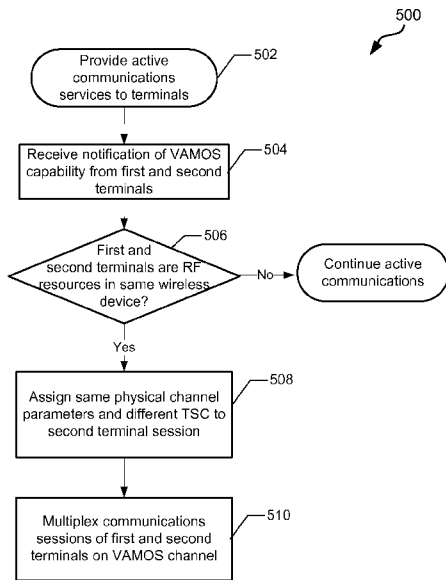 500
Provide active
communications
services to terminals
502
Receive notification of VAMOS
capability from first and second
terminals
504
First and
second terminals are RF
resources in same wireless
device?
506
No
Continue active
communications
Yes
Assign same physical channel
parameters and different TSC to
second terminal session
508
Multiplex communications
sessions of first and second
terminals on VAMOS channel
510